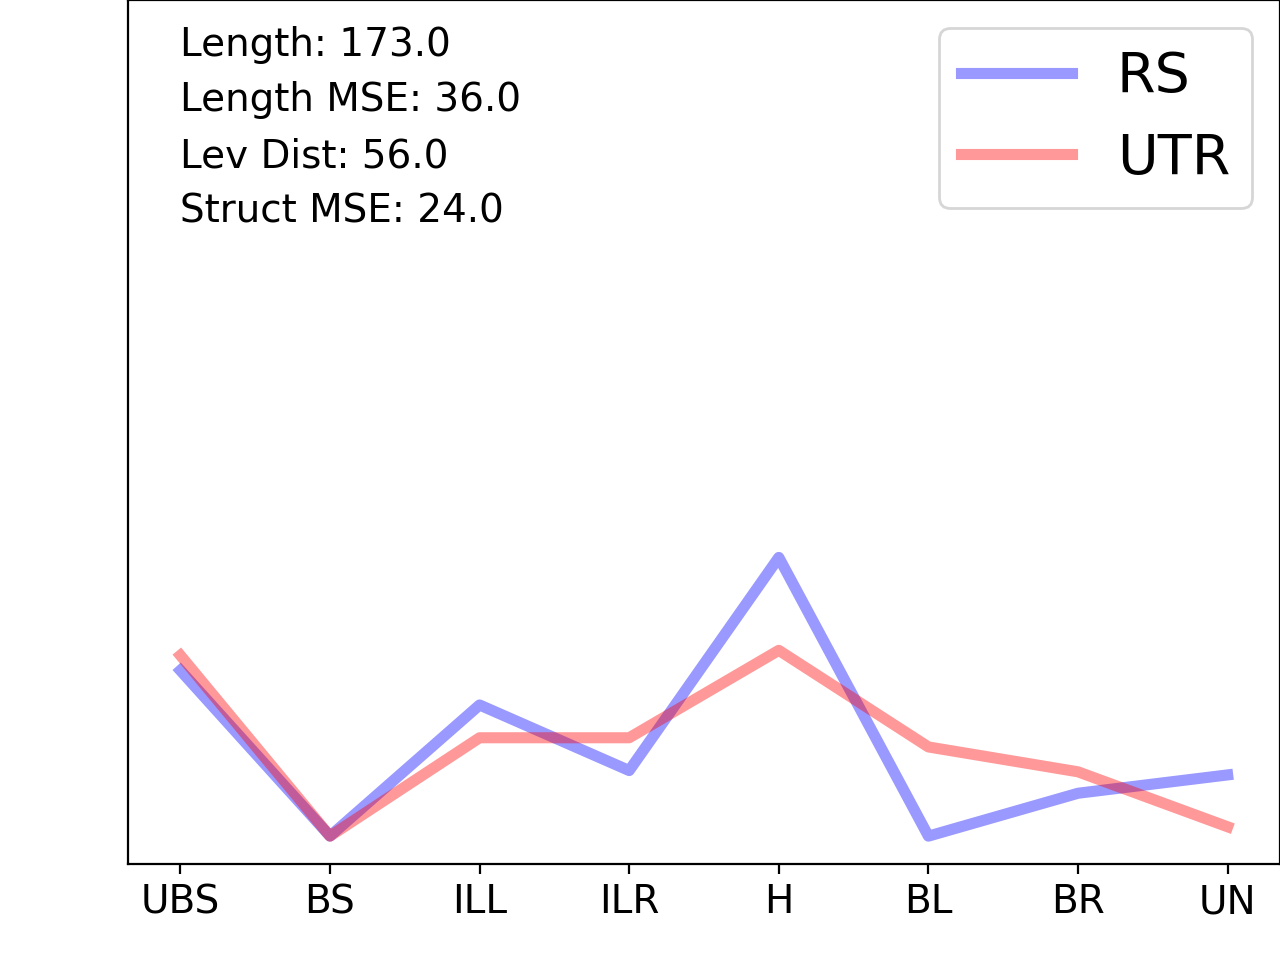 Length: 173.0
Length MSE: 36.0
Lev Dist: 56.0
Struct MSE: 24.0
RS
UTR
UBS BS ILL ILR H BL BR UN